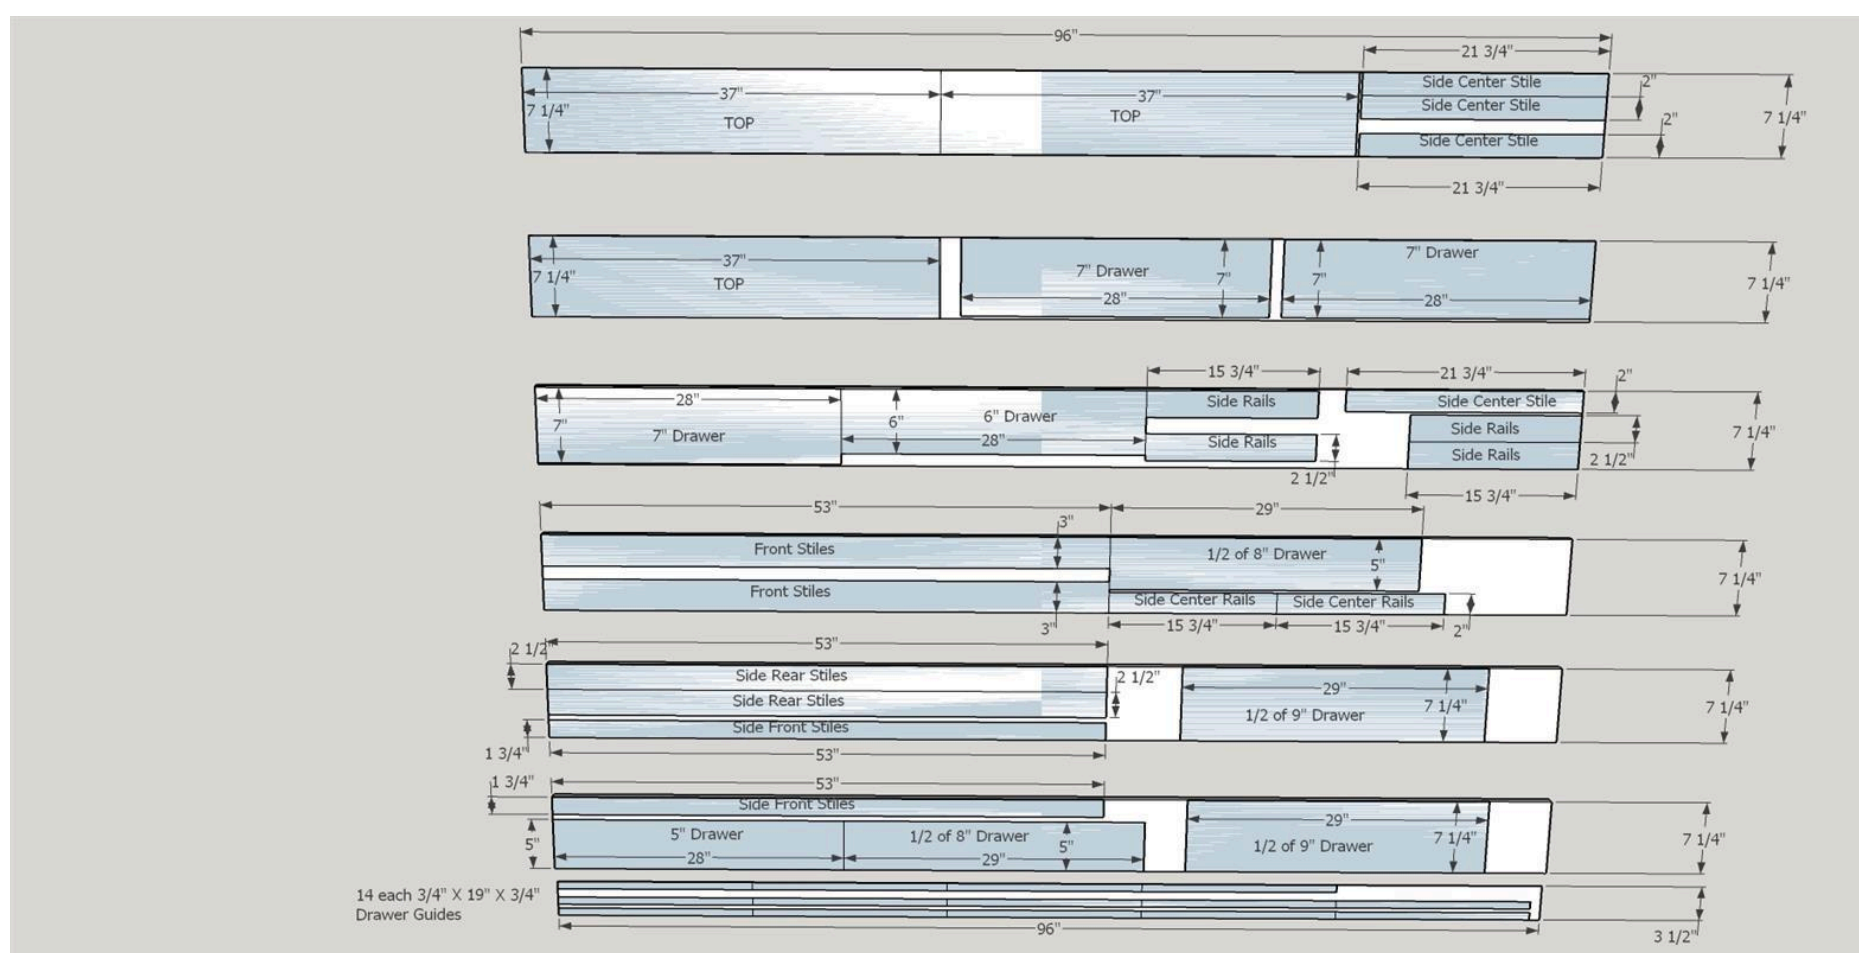 96"
21 3/4"
7 1/4"
37"
TOP
37"
TOP
Side Center Stile
Side Center Stile
Side Center Stile
2"
2"
7 1/4"
21 3/4"
7 1/4"
37"
TOP
7" Drawer
28"
7"
7"
7" Drawer
28"
7 1/4"
15 3/4"
21 3/4"
2"
28"
7"
7" Drawer
6"
6" Drawer
28"
Side Rails
Side Rails
2 1/2"
Side Center Stile
Side Rails
Side Rails
2 1/2"
7 1/4"
15 3/4"
53"
29"
3"
Front Stiles
Front Stiles
1/2 of 8" Drawer
5"
Side Center Rails
Side Center Rails
7 1/4"
3"
15 3/4"
15 3/4"
2"
53"
2 1/2"
Side Rear Stiles
Side Rear Stiles
Side Front Stiles
2 1/2"
29"
7 1/4"
1/2 of 9" Drawer
7 1/4"
1 3/4"
53"
1 3/4"
53"
Side Front Stiles
5"
5" Drawer
28"
1/2 of 8" Drawer
29"
5"
29"
7 1/4"
1/2 of 9" Drawer
7 1/4"
14 each 3/4" X 19" X 3/4"
Drawer Guides
96"
3 1/2"